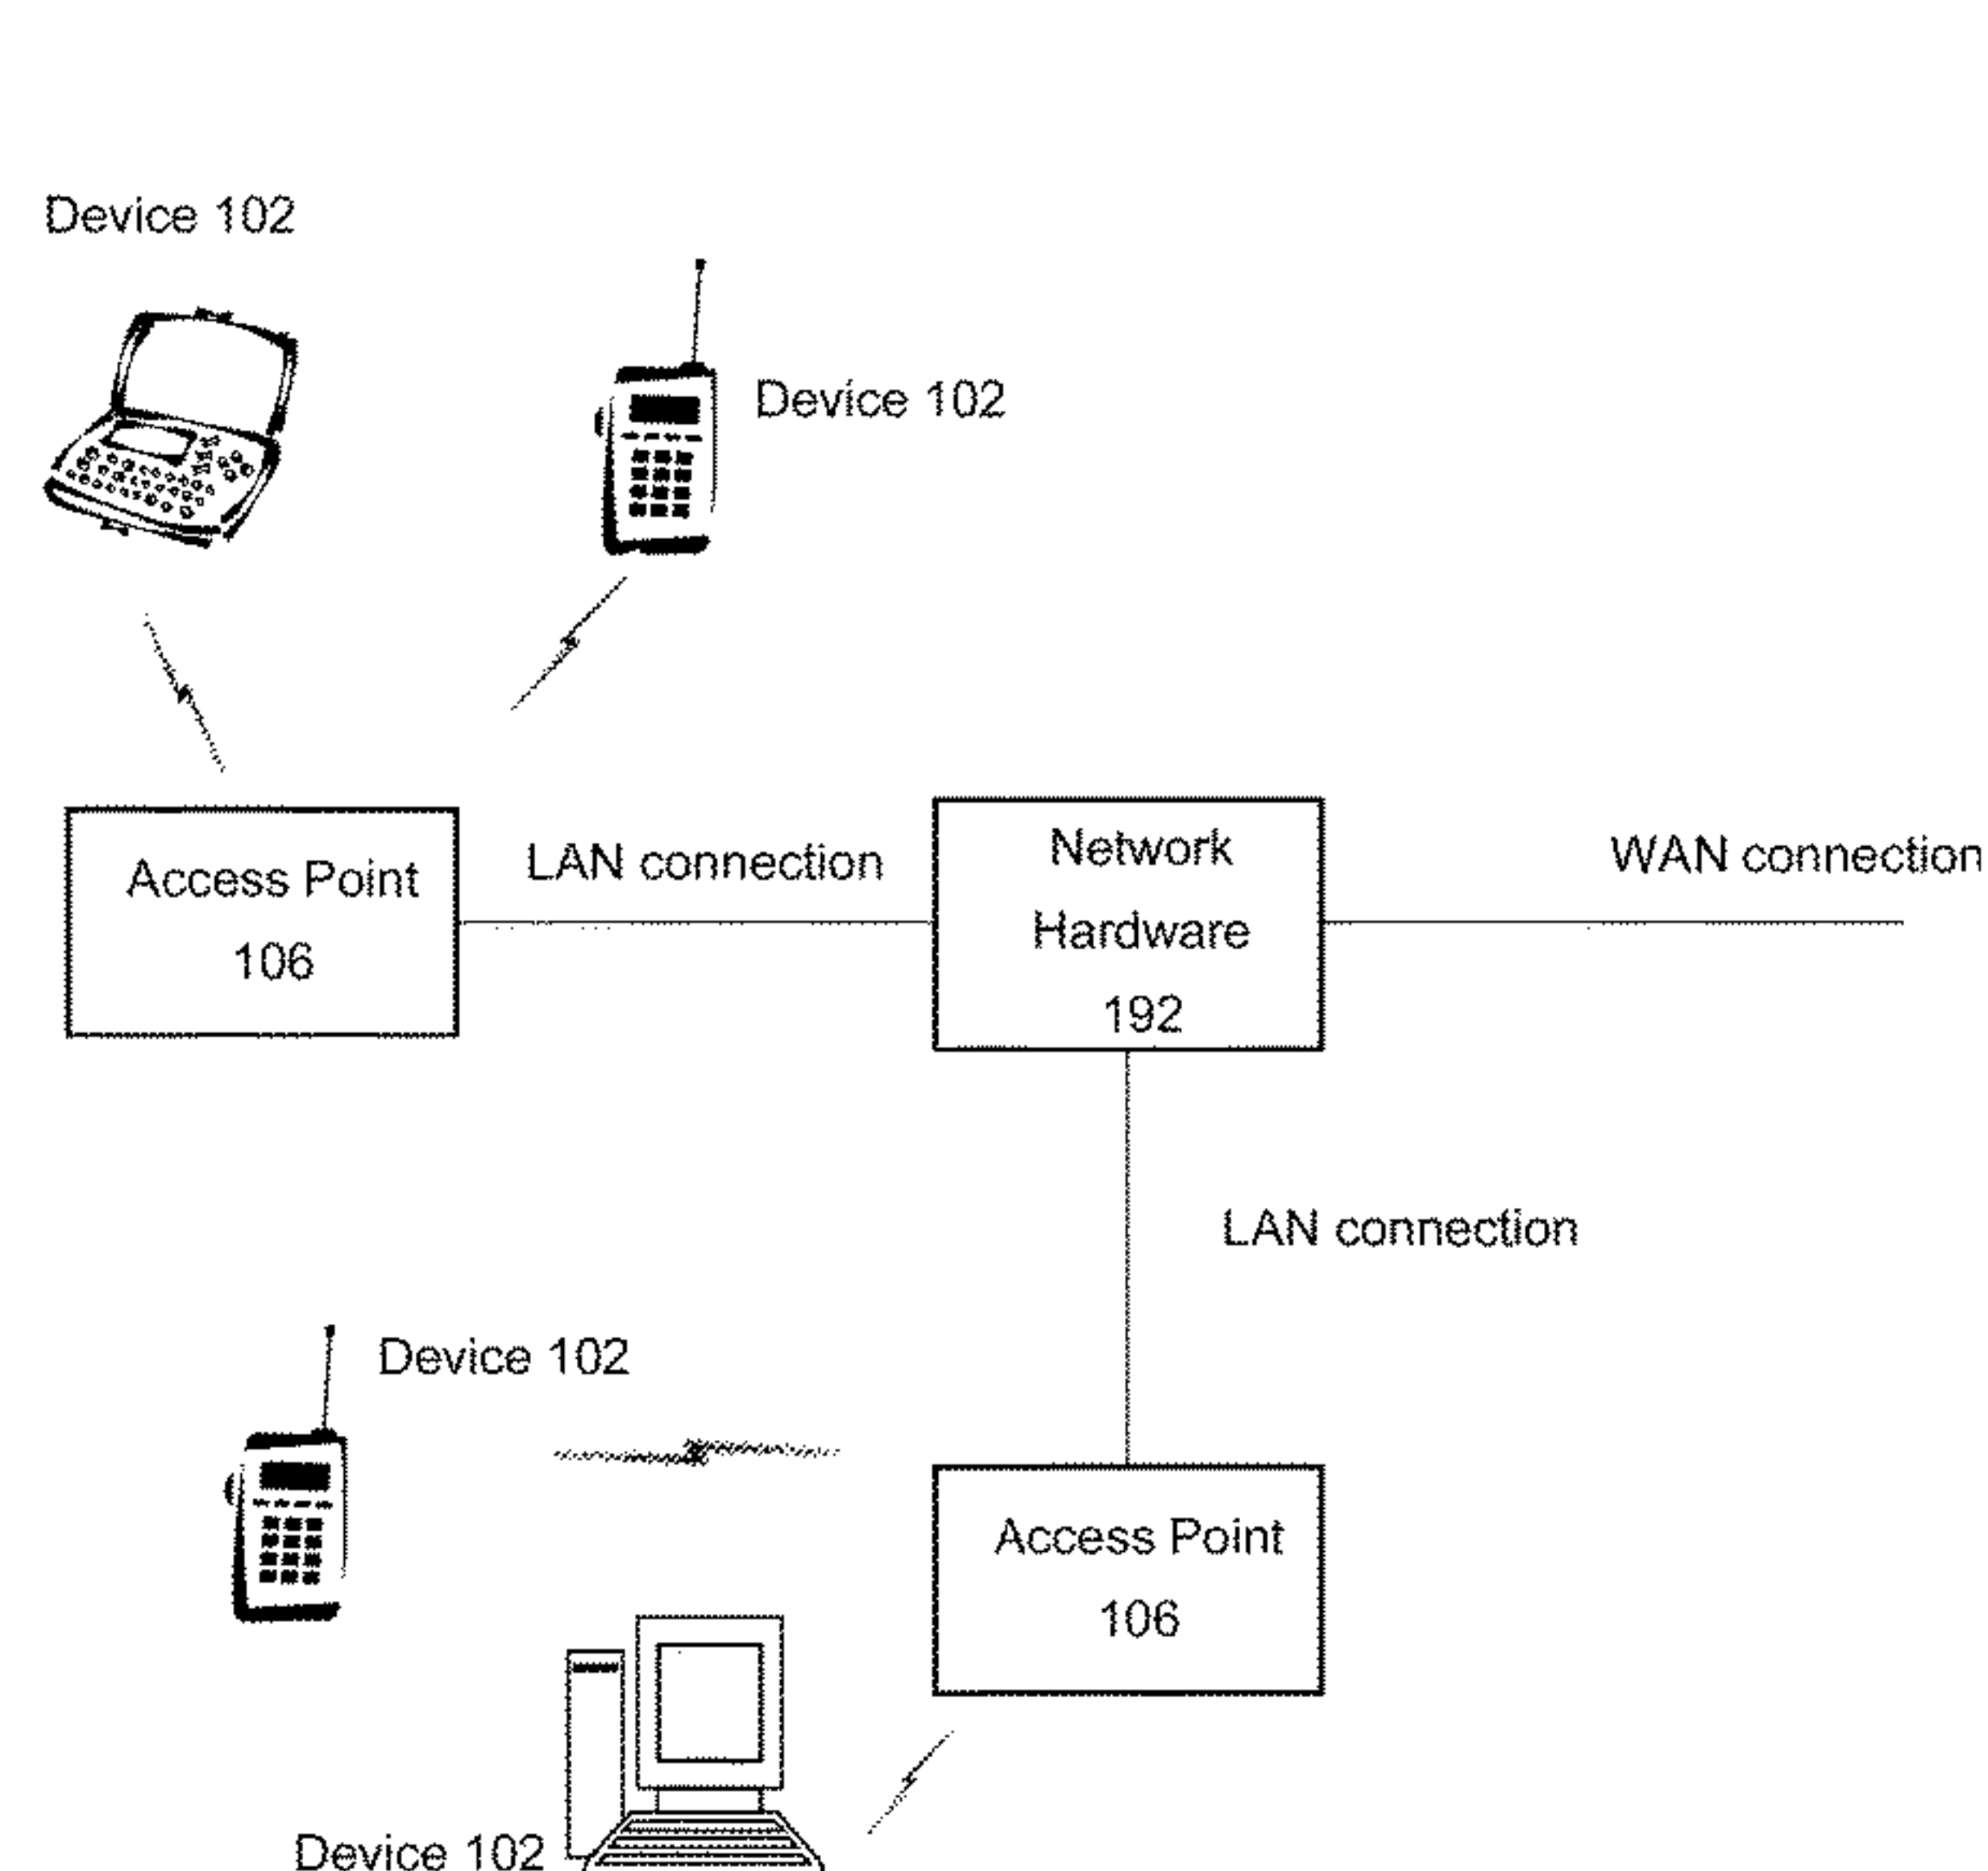 Device 102
Device 102
Access Point
106
LAN connection
Network
Hardware
192
WAN connection
LAN connection
Device 102
Access Point
106
Device 102